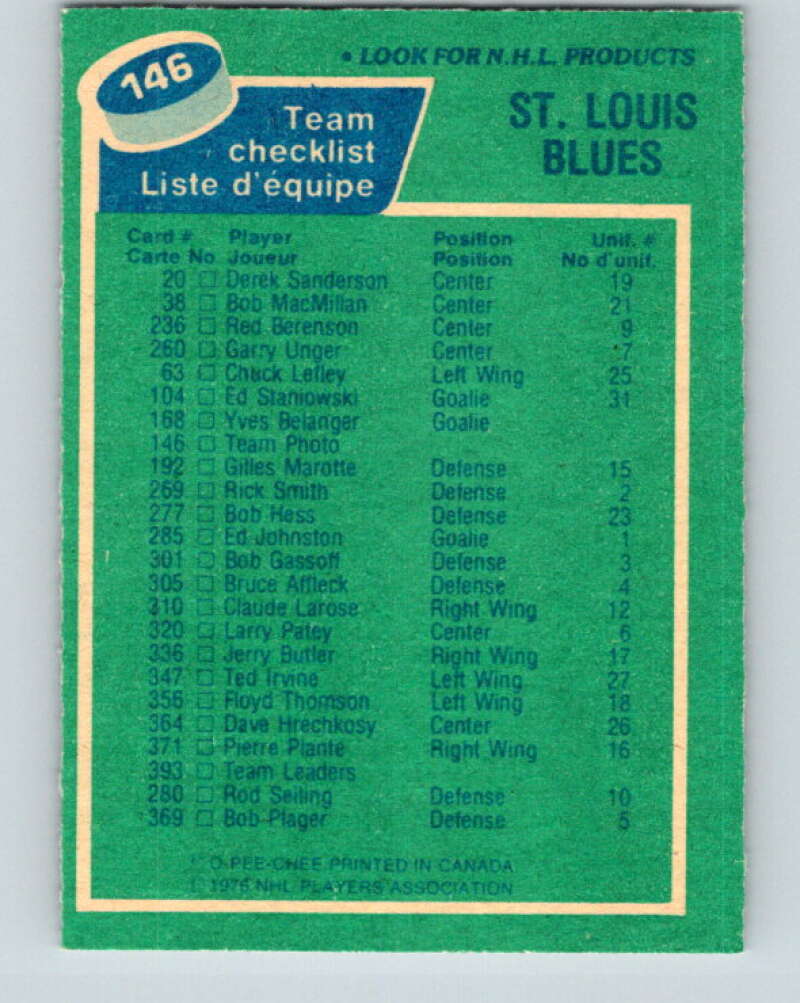 146
• LOOK FOR N.H.L. PRODUCTS
Team checklist
Liste d'équipe
ST. LOUIS
BLUES
Card # Player Position Unif. #
Carte No Joueur Position No d'unif.
20 Derek Sanderson Center 19
38 Bob MacMillan Center 21
236 Red Berenson Center 9
260 Garry Unger Center 7
63 Chuck Lefley Left Wing 25
104 Ed Staniowski Goalie 31
168 Yves Belanger Goalie
146 Team Photo
192 Gilles Marotte Defense 15
269 Rick Smith Defense 2
277 Bob Hess Defense 23
285 Ed Johnston Goalie 1
301 Bob Gassoff Defense 3
305 Bruce Affleck Defense 4
310 Claude Larose Right Wing 12
320 Larry Patey Center 6
336 Jerry Butler Right Wing 17
347 Ted Irvine Left Wing 27
355 Floyd Thomson Left Wing 18
364 Dave Hrechkosy Center 26
371 Pierre Plante Right Wing 16
393 Team Leaders
280 Rod Seiling Defense 10
369 Bob Plager Defense 5
O-PEE-CHEE PRINTED IN CANADA
1976 NHL PLAYERS ASSOCIATION